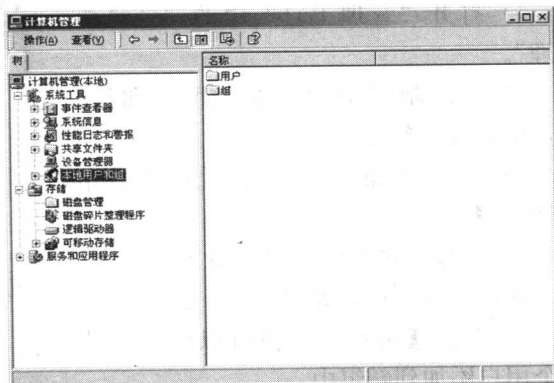 计算机管理
操作(A) 查看(V)
树
名称
计算机管理(本地)
系统工具
事件查看器
系统信息
性能日志和警报
共享文件夹
设备管理器
本地用户和组
存储
磁盘管理
磁盘碎片整理程序
逻辑驱动器
可移动存储
服务和应用程序
用户
组